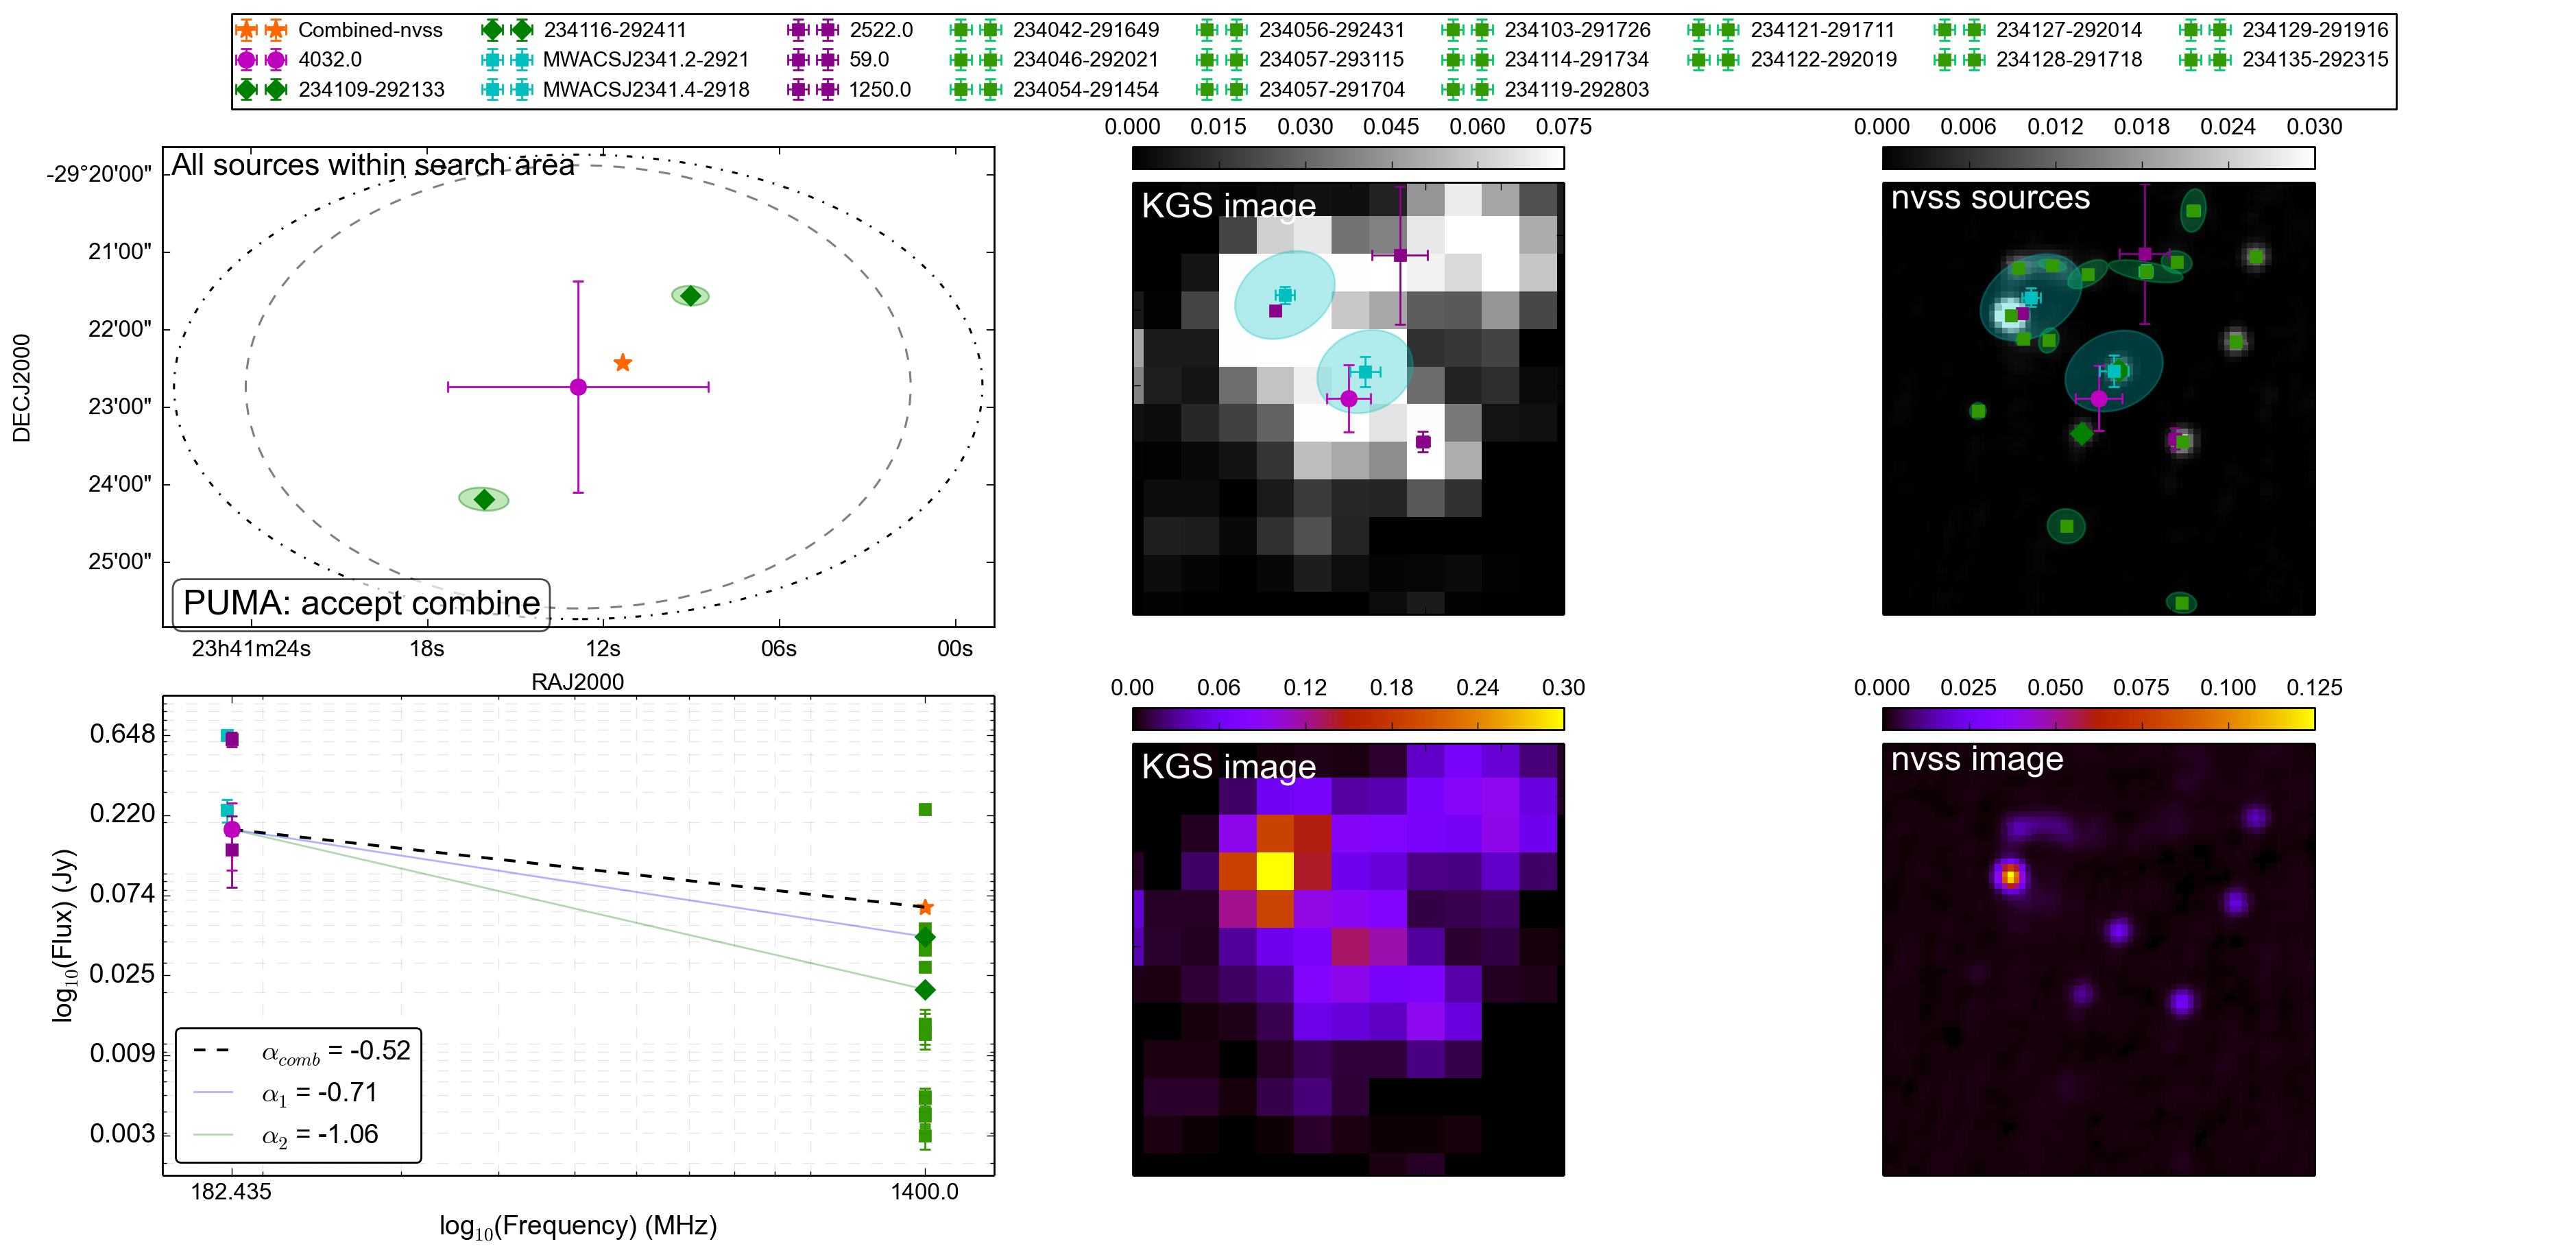 Combined-nvss 234116-292411 2522.0 234042-291649 234056-292431 234103-291726 234121-291711 234127-292014 234129-291916
4032.0 MWACSJ2341.2-2921 59.0 234046-292021 234057-293115 234114-291734 234122-292019 234128-291718 234135-292315
234109-292133 MWACSJ2341.4-2918 1250.0 234054-291454 234057-291704 234119-292803
0.000 0.015 0.030 0.045 0.060 0.075
0.000 0.006 0.012 0.018 0.024 0.030
All sources within search area
-29°20'00"
21'00"
22'00"
23'00"
24'00"
25'00"
DECJ2000
PUMA: accept combine
23h41m24s 18s 12s 06s 00s
RAJ2000
KGS image
nvss sources
0.00 0.06 0.12 0.18 0.24 0.30
0.000 0.025 0.050 0.075 0.100 0.125
0.648
0.220
0.074
0.025
0.009
0.003
log10(Flux) (Jy)
α_comb = -0.52
α_1 = -0.71
α_2 = -1.06
182.435 1400.0
log10(Frequency) (MHz)
KGS image
nvss image